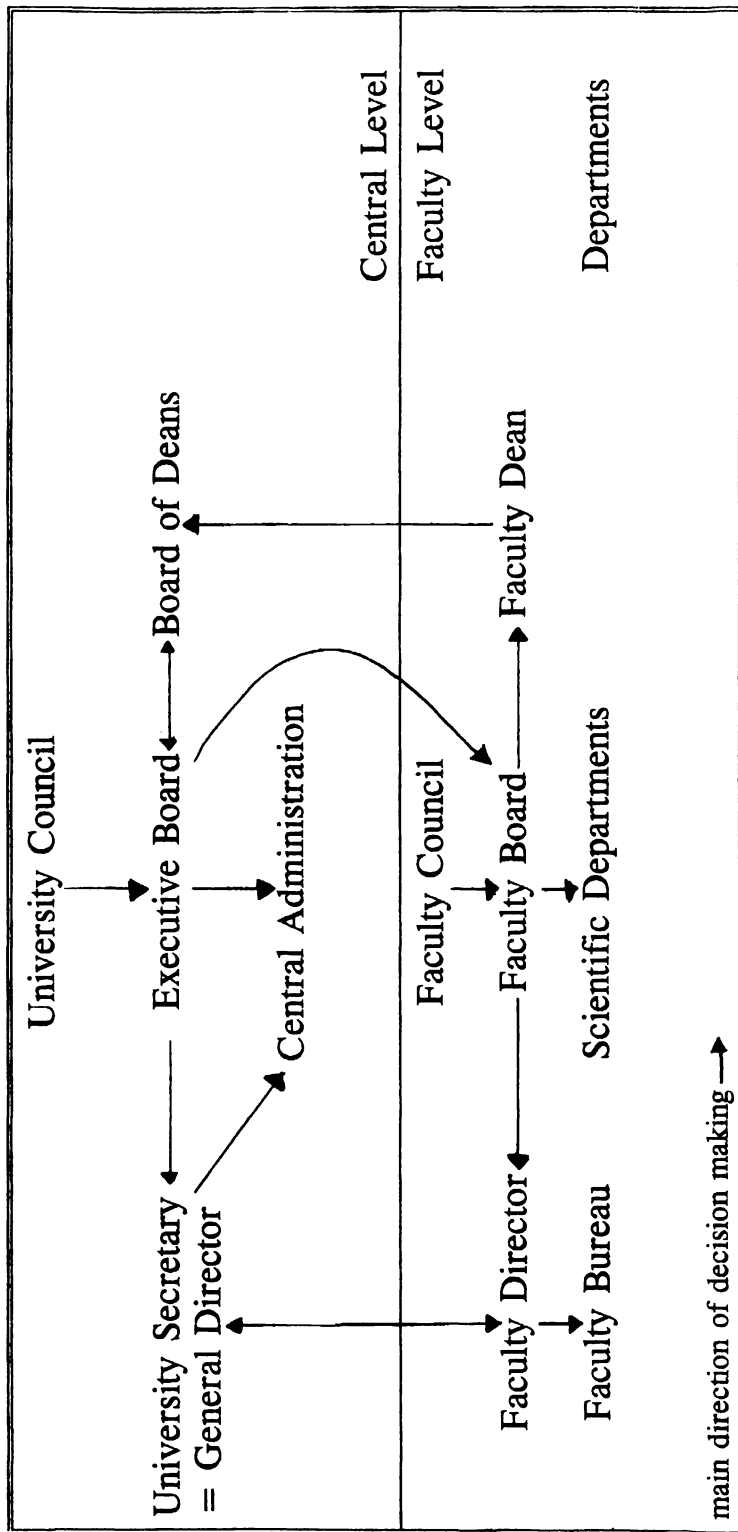 University Council
University Secretary
= General Director
Executive Board
Board of Deans
Central Administration
Central Level
Faculty Level
Faculty Council
Faculty Director
Faculty Board
Faculty Dean
Faculty Bureau
Scientific Departments
Departments
main direction of decision making